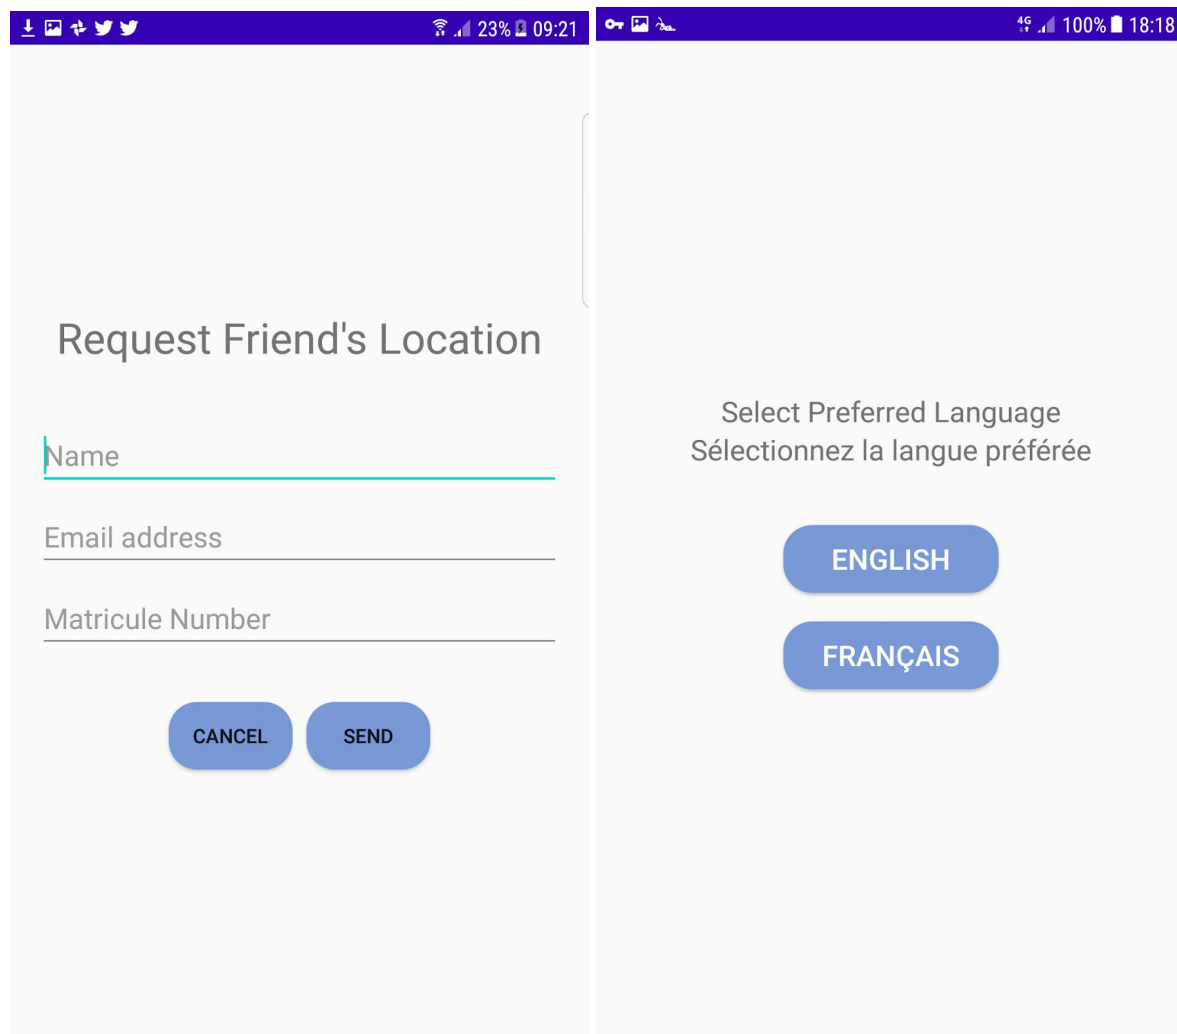 23% 09:21
Request Friend's Location
Name
Email address
Matricule Number
CANCEL SEND
4G 100% 18:18
Select Preferred Language
Sélectionnez la langue préférée
ENGLISH
FRANÇAIS